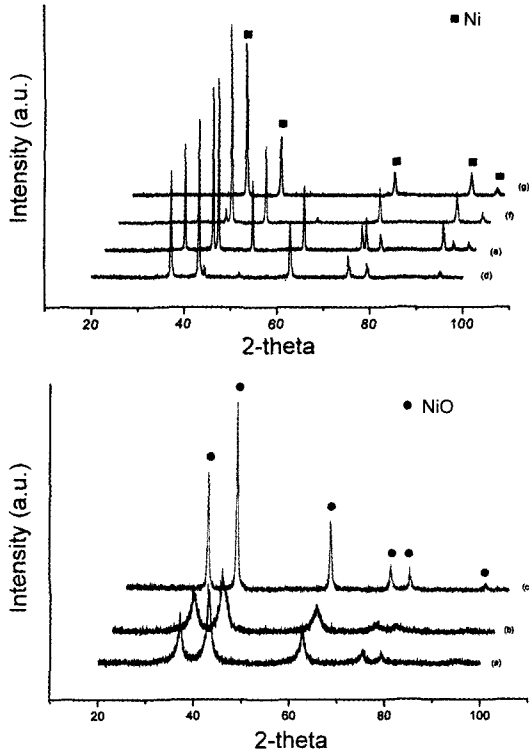 Ni
Intensity (a.u.)
(g)
(f)
(e)
(d)
20 40 60 80 100
2-theta
NiO
Intensity (a.u.)
(c
(b)
(a)
20 40 60 80 100
2-theta